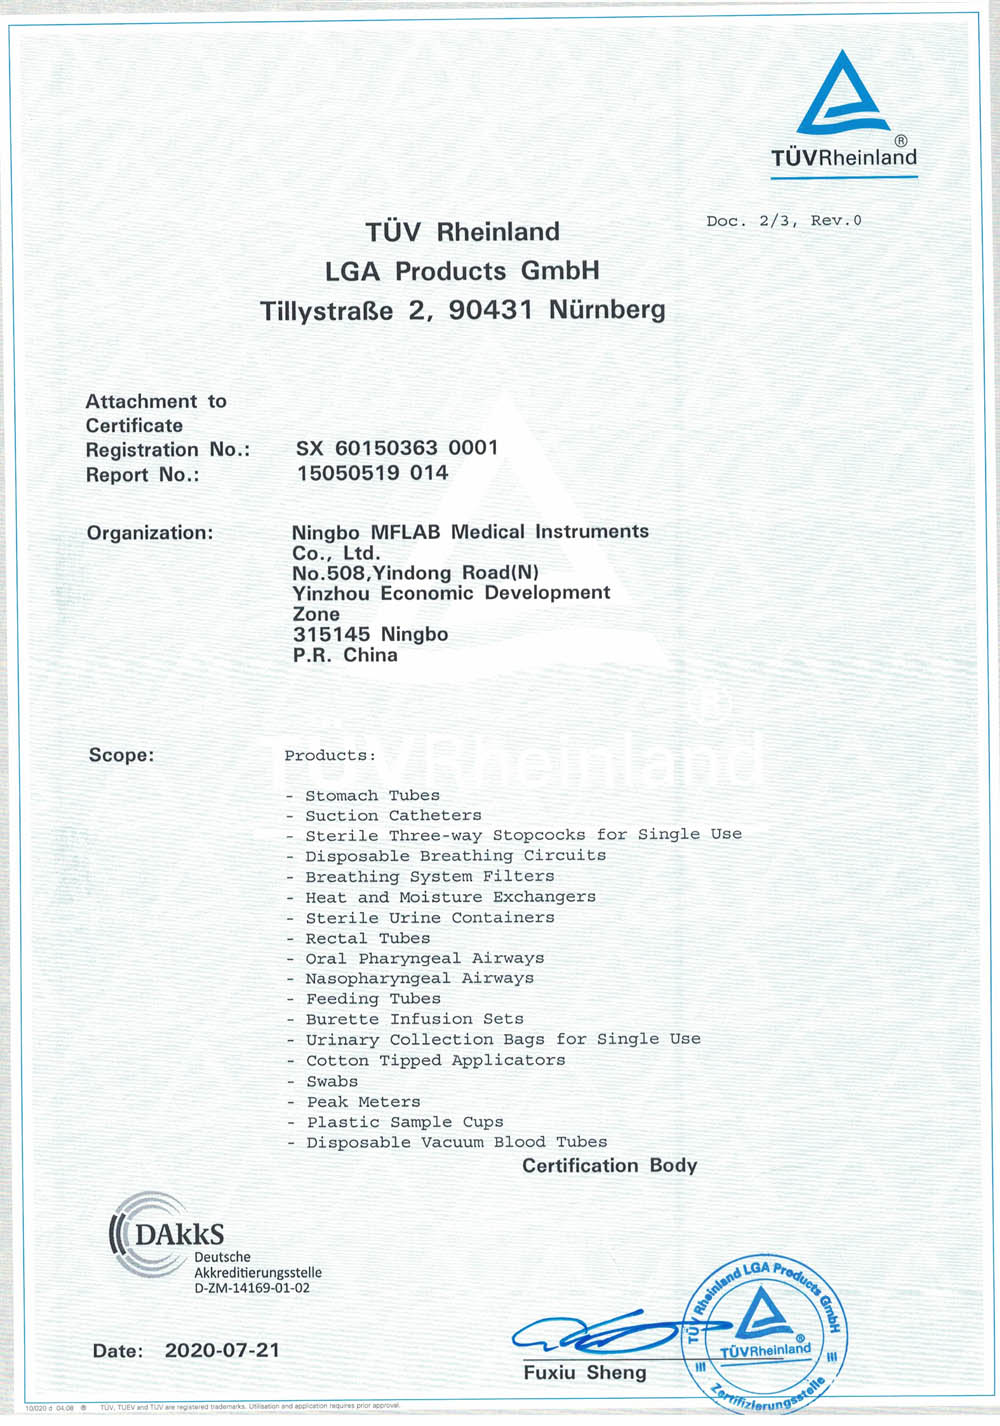 TÜVRheinland
®
Doc. 2/3, Rev.0
TÜV Rheinland
LGA Products GmbH
Tillystraße 2, 90431 Nürnberg
Attachment to
Certificate
Registration No.: SX 60150363 0001
Report No.: 15050519 014
Organization: Ningbo MFLAB Medical Instruments
Co., Ltd.
No.508,Yindong Road(N)
Yinzhou Economic Development
Zone
315145 Ningbo
P.R. China
TÜVRheinland
®
Scope: Products:
- Stomach Tubes
- Suction Catheters
- Sterile Three-way Stopcocks for Single Use
- Disposable Breathing Circuits
- Breathing System Filters
- Heat and Moisture Exchangers
- Sterile Urine Containers
- Rectal Tubes
- Oral Pharyngeal Airways
- Nasopharyngeal Airways
- Feeding Tubes
- Burette Infusion Sets
- Urinary Collection Bags for Single Use
- Cotton Tipped Applicators
- Swabs
- Peak Meters
- Plastic Sample Cups
- Disposable Vacuum Blood Tubes
Certification Body
DAkkS
Deutsche
Akkreditierungsstelle
D-ZM-14169-01-02
Date: 2020-07-21
Fuxiu Sheng
TÜV Rheinland LGA Products GmbH
TÜVRheinland
®
Zertifizierungsstelle
10/020 d 04.08 ® TÜV, TUEV and TUV are registered trademarks. Utilisation and application requires prior approval.